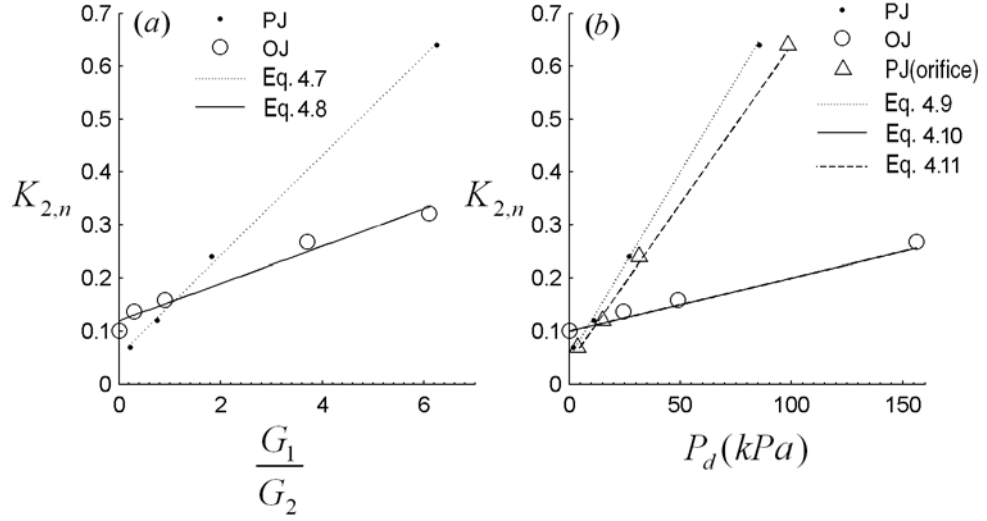 (a)
PJ
OJ
Eq. 4.7
Eq. 4.8
0.7
0.6
0.5
0.4
0.3
0.2
0.1
0
K2,n
0 2 4 6
G1
G2
(b)
PJ
OJ
PJ(orifice)
Eq. 4.9
Eq. 4.10
Eq. 4.11
0.7
0.6
0.5
0.4
0.3
0.2
0.1
0
K2,n
0 50 100 150
Pd (kPa)